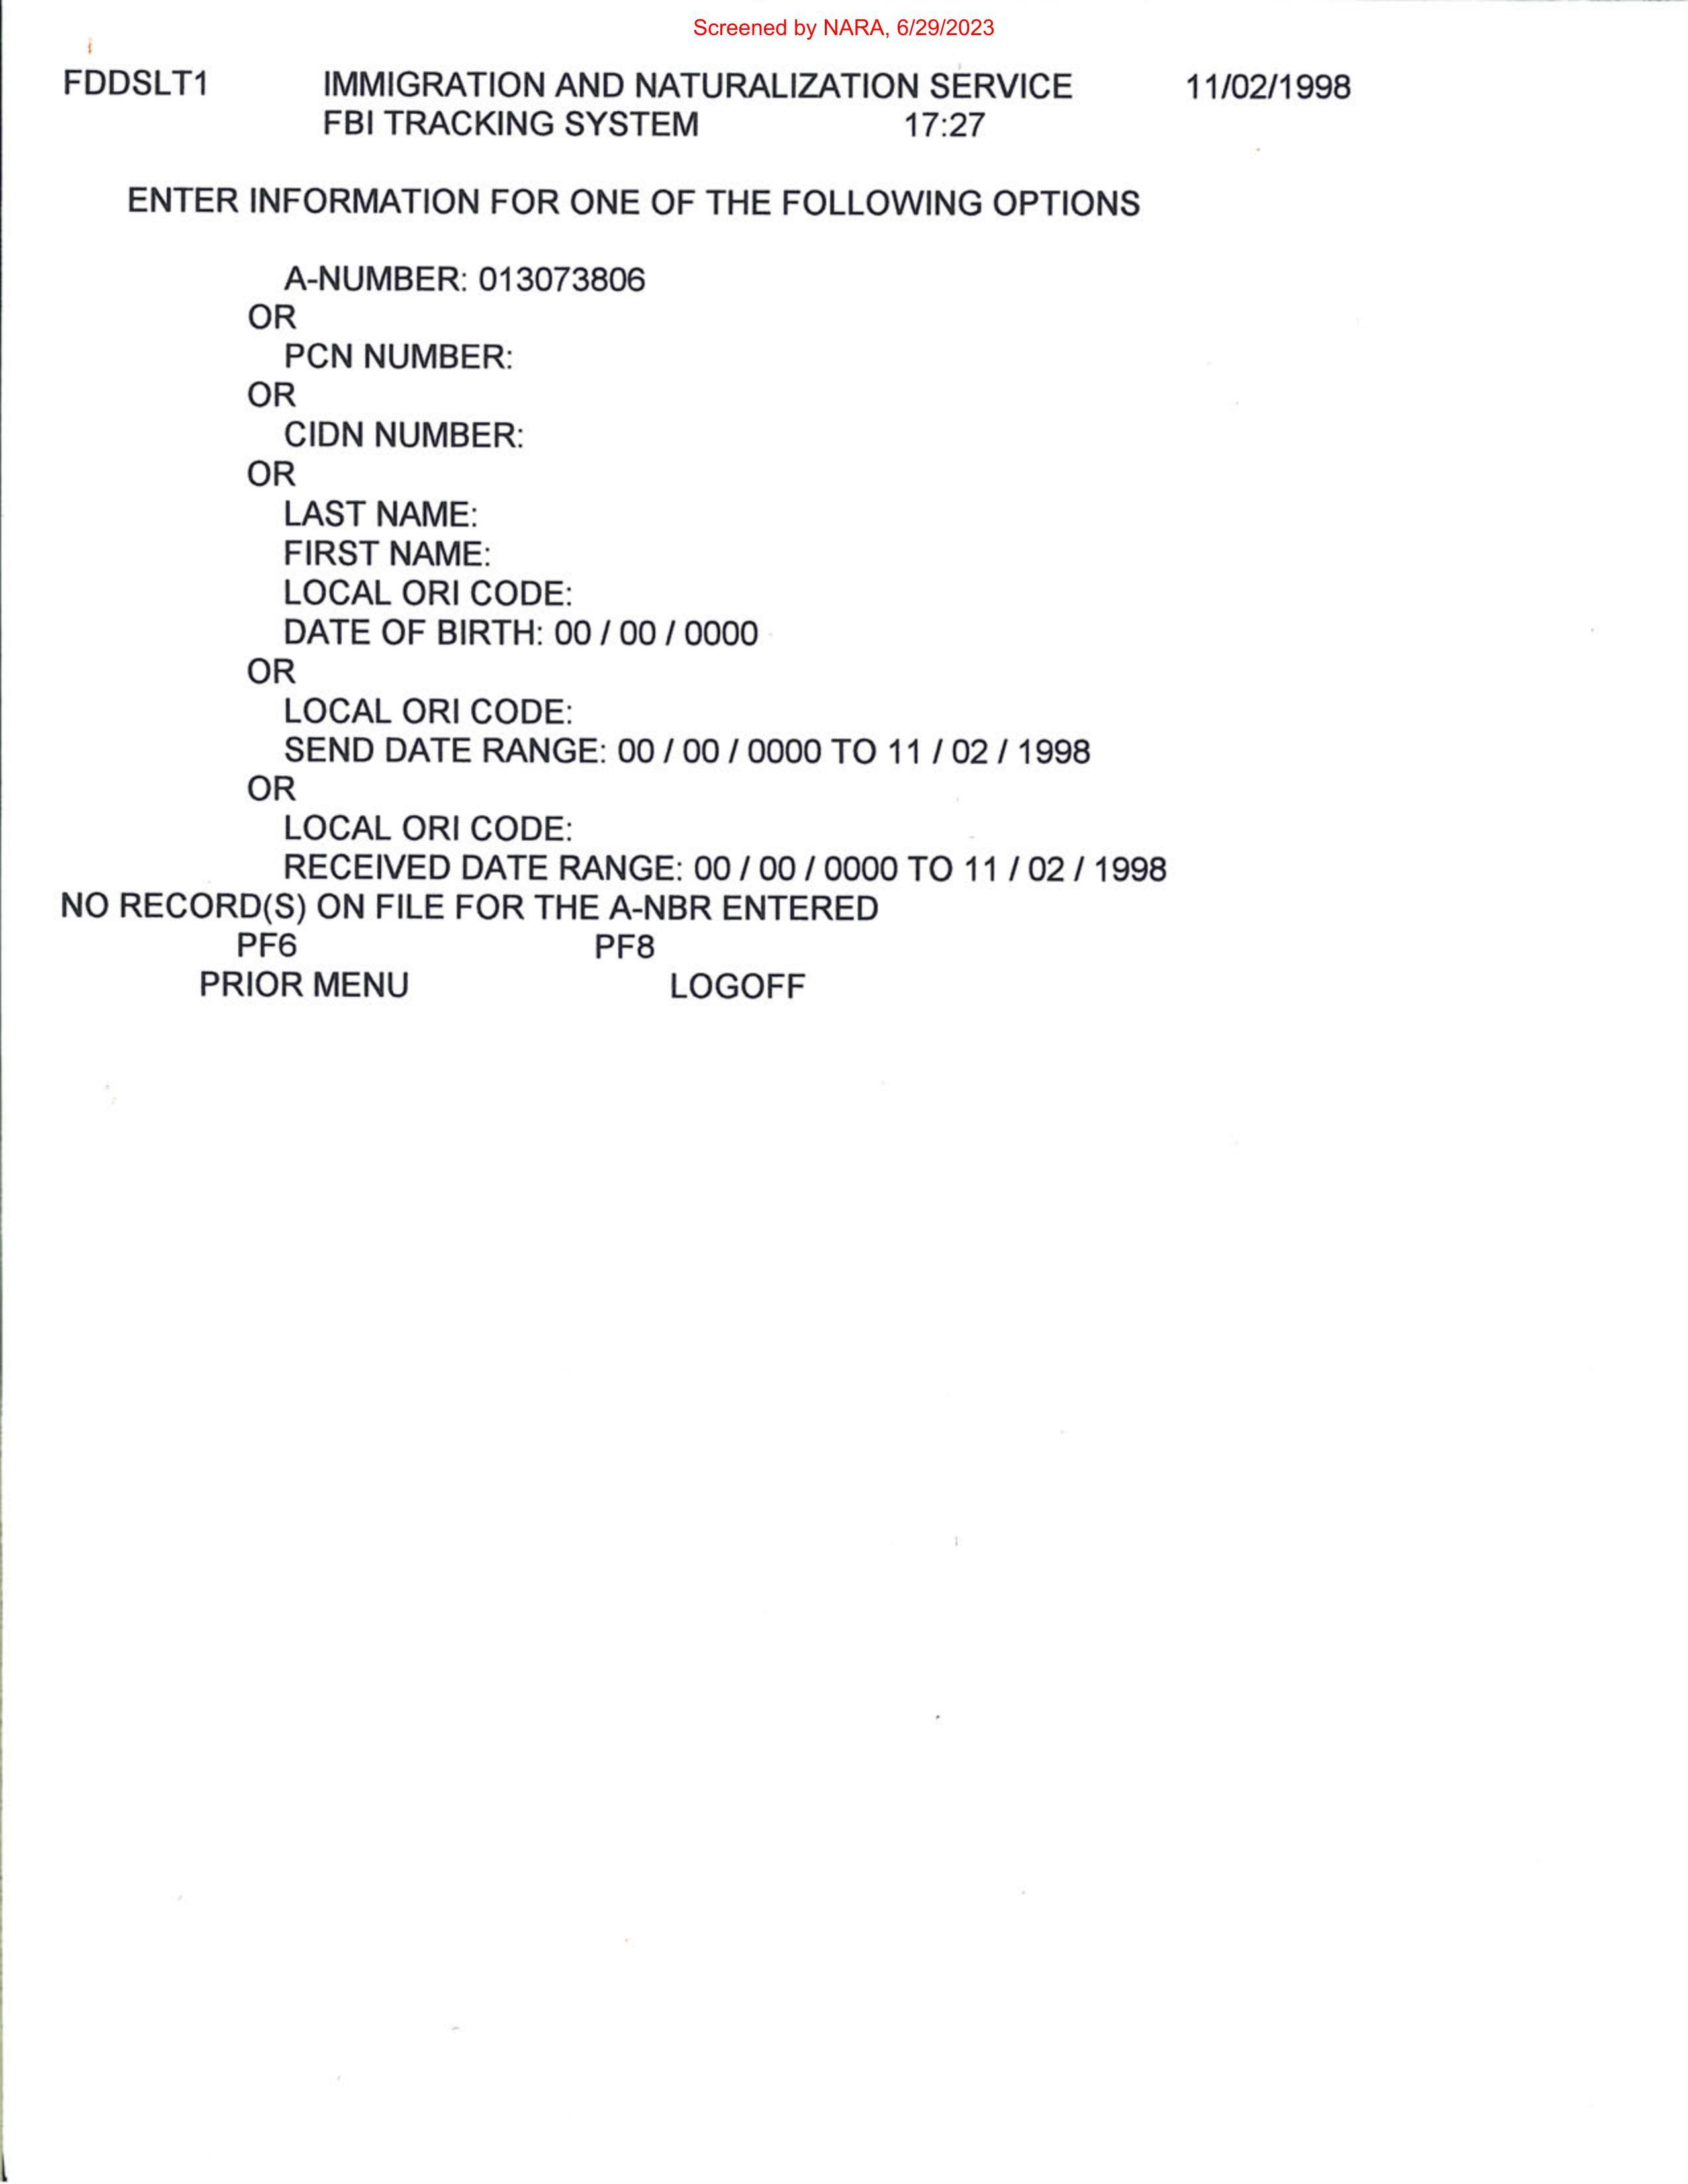 Screened by NARA, 6/29/2023
FDDSLT1 IMMIGRATION AND NATURALIZATION SERVICE 11/02/1998
FBI TRACKING SYSTEM 17:27
ENTER INFORMATION FOR ONE OF THE FOLLOWING OPTIONS
A-NUMBER: 013073806
OR
PCN NUMBER:
OR
CIDN NUMBER:
OR
LAST NAME:
FIRST NAME:
LOCAL ORI CODE:
DATE OF BIRTH: 00 / 00 / 0000
OR
LOCAL ORI CODE:
SEND DATE RANGE: 00 / 00 / 0000 TO 11 / 02 / 1998
OR
LOCAL ORI CODE:
RECEIVED DATE RANGE: 00 / 00 / 0000 TO 11 / 02 / 1998
NO RECORD(S) ON FILE FOR THE A-NBR ENTERED
PF6 PF8
PRIOR MENU LOGOFF